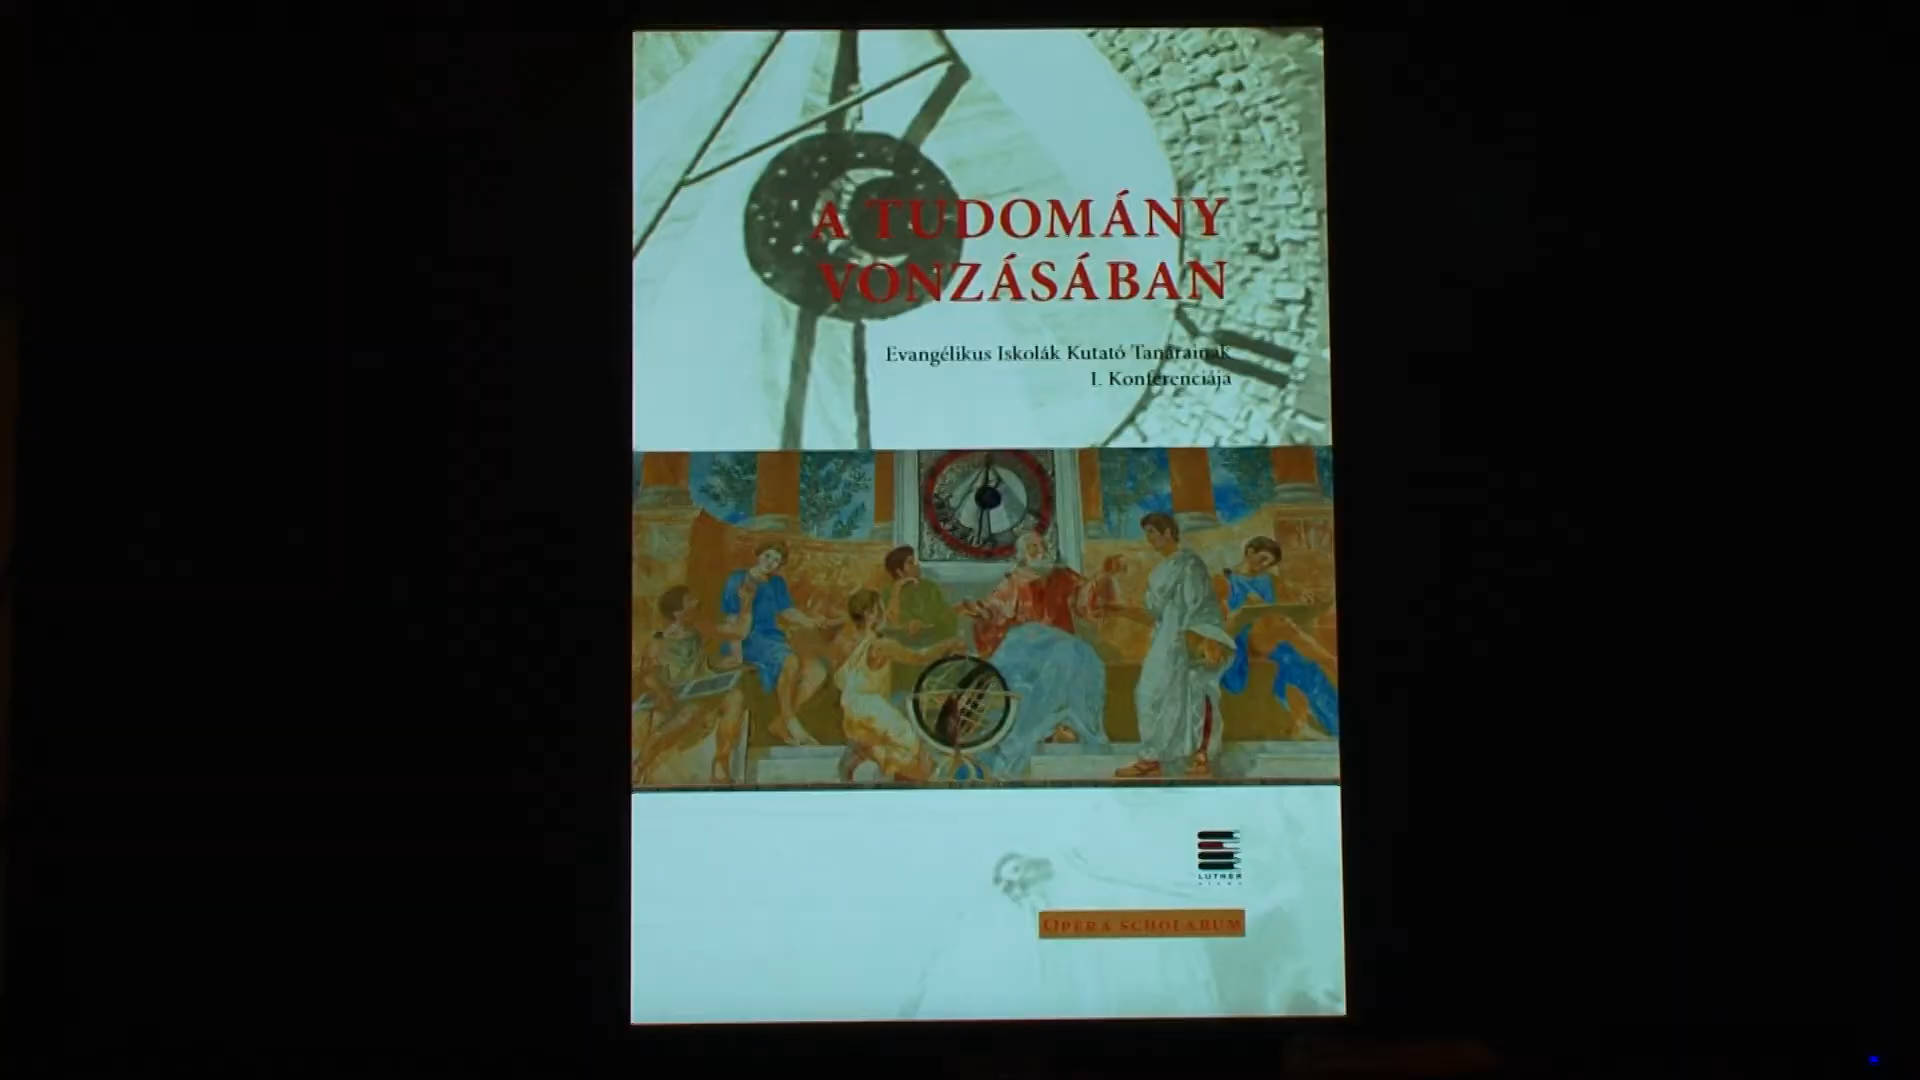 A TUDOMÁNY
VONZÁSÁBAN
Evangélikus Iskolák Kutató Tanárainak
I. Konferenciája
LUTHER
OPERA SCHOLARUM